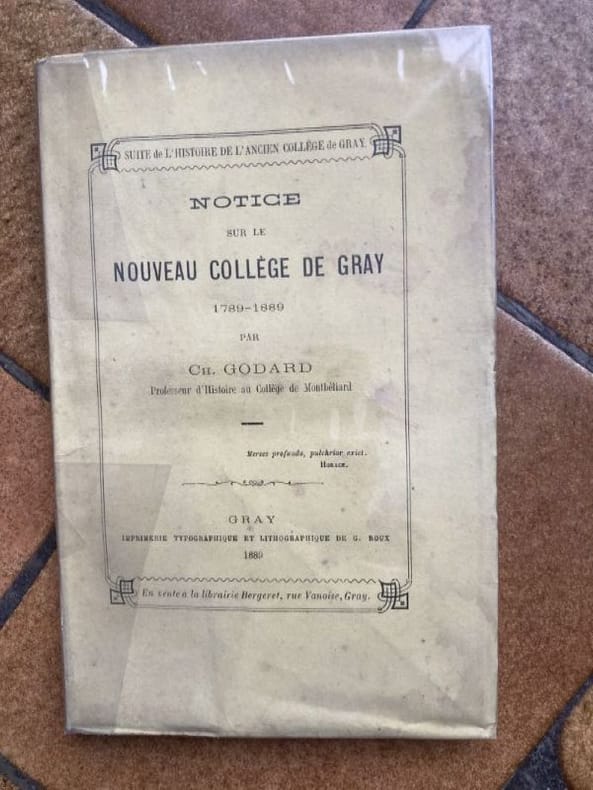 SUITE de L'HISTOIRE DE L'ANCIEN COLLÈGE de GRAY.
NOTICE
SUR LE
NOUVEAU COLLÈGE DE GRAY
1789-1889
PAR
CH. GODARD
Professeur d'Histoire au Collège de Montbéliard
Merses profundo, pulchrior exiet.
HORACE.
GRAY
IMPRIMERIE TYPOGRAPHIQUE ET LITHOGRAPHIQUE DE G. ROUX
1889
En vente a la librairie Bergeret, rue Vanoise, Gray.